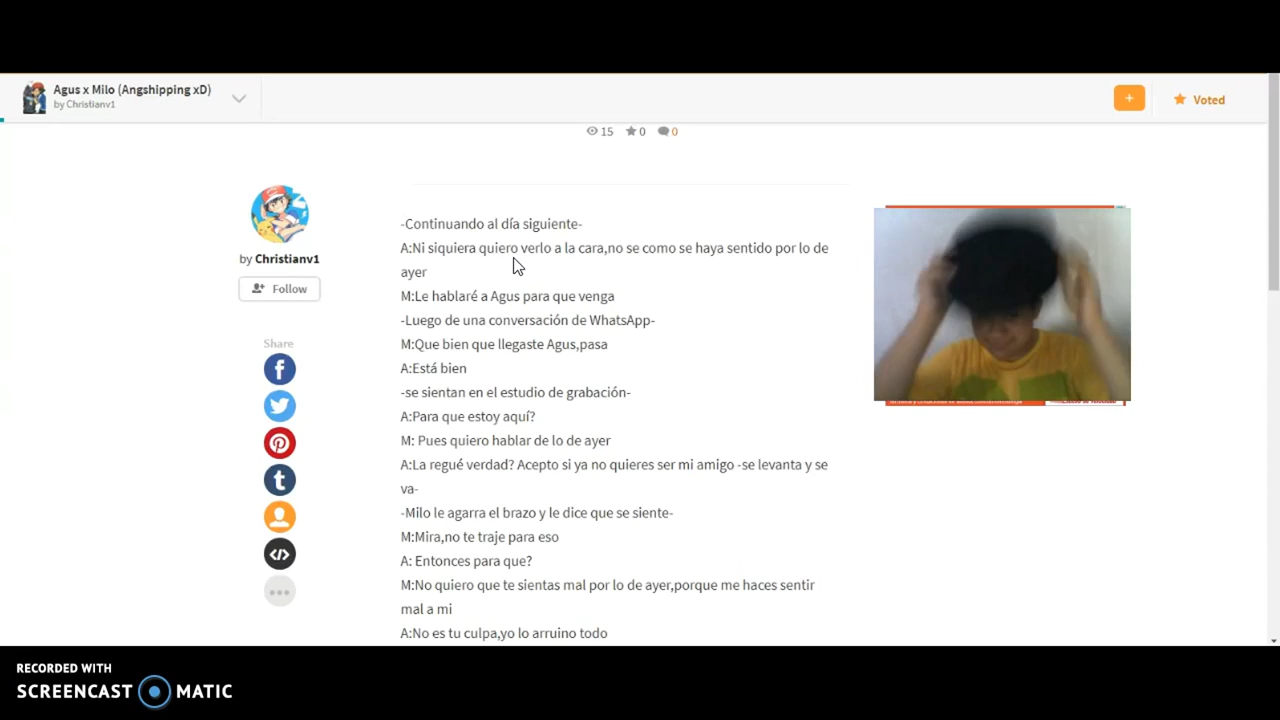 Agus x Milo (Angshipping xD)
by Christianv1
+
Voted
15 0 0
by Christianv1
Follow
Share
-Continuando al día siguiente-
A:Ni siquiera quiero verlo a la cara,no se como se haya sentido por lo de
ayer
M:Le hablaré a Agus para que venga
-Luego de una conversación de WhatsApp-
M:Que bien que llegaste Agus,pasa
A:Está bien
-se sientan en el estudio de grabación-
A:Para que estoy aquí?
M: Pues quiero hablar de lo de ayer
A:La regué verdad? Acepto si ya no quieres ser mi amigo -se levanta y se
va-
-Milo le agarra el brazo y le dice que se siente-
M:Mira,no te traje para eso
A: Entonces para que?
M:No quiero que te sientas mal por lo de ayer,porque me haces sentir
mal a mi
A:No es tu culpa,yo lo arruino todo
RECORDED WITH
SCREENCAST MATIC